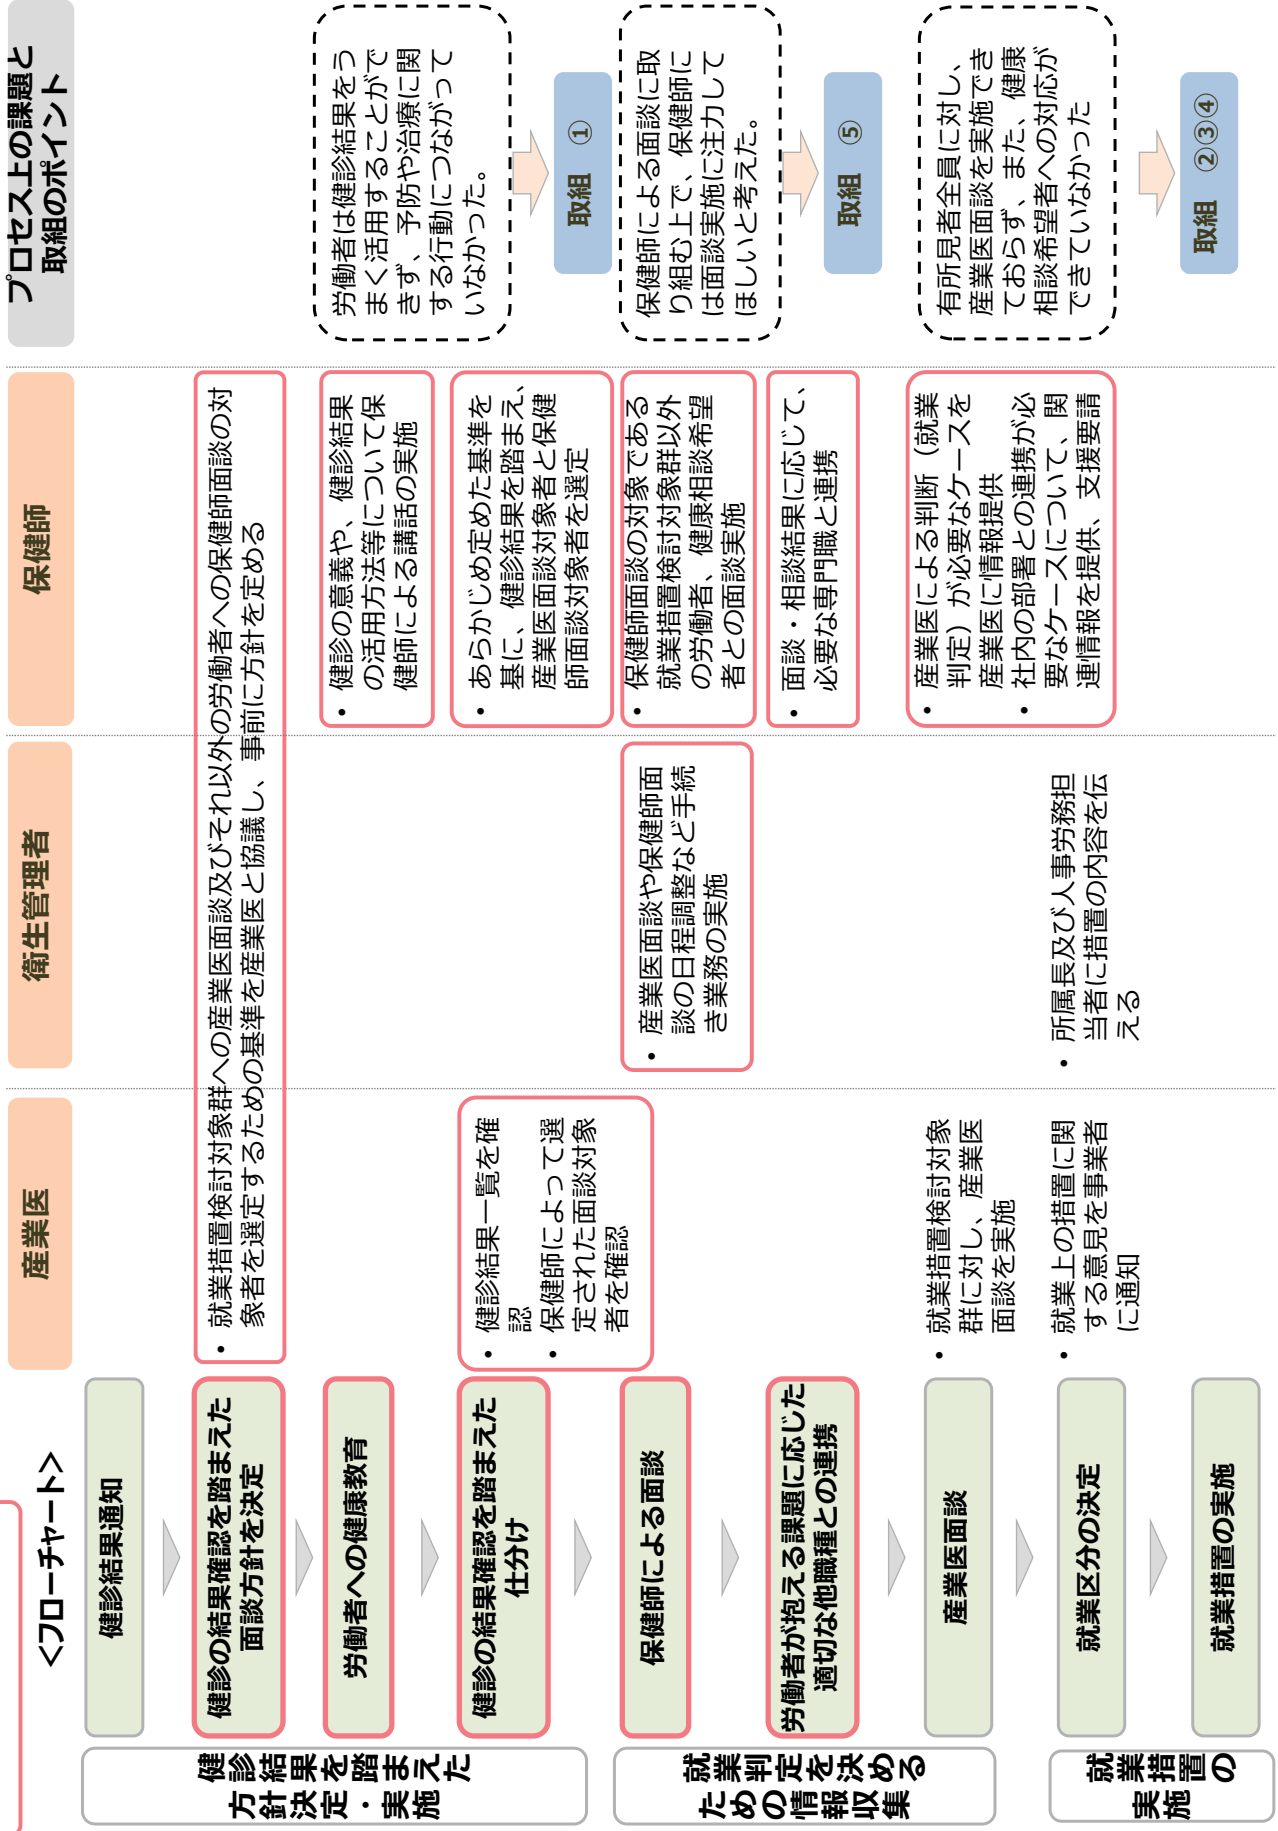 <フローチャート>
産業医
衛生管理者
保健師
プロセス上の課題と
取組のポイント
健診結果を踏まえた
方針決定・実施
健診結果通知
健診の結果確認を踏まえた
面談方針を決定
• 就業措置検討対象群への産業医面談及びそれ以外の労働者への保健師面談の対
象者を選定するための基準を産業医と協議し、事前に方針を定める
労働者への健康教育
• 健診の意義や、健診結果
の活用方法等について保
健師による講話の実施
労働者は健診結果をう
まく活用することがで
きず、予防や治療に関
する行動につながって
いなかった。
取組 ①
健診の結果確認を踏まえた
仕分け
• 健診結果一覧を確
認
• 保健師によって選
定された面談対象
者を確認
• あらかじめ定めた基準を
基に、健診結果を踏まえ、
産業医面談対象者と保健
師面談対象者を選定
就業判定を決める
ための情報収集
保健師による面談
• 産業医面談や保健師面
談の日程調整など手続
き業務の実施
• 保健師面談の対象である
就業措置検討対象群以外
の労働者、健康相談希望
者との面談実施
保健師による面談に取
り組む上で、保健師に
は面談実施に注力して
ほしいと考えた。
取組 ⑤
労働者が抱える課題に応じた
適切な他職種との連携
• 面談・相談結果に応じて、
必要な専門職と連携
産業医面談
• 就業措置検討対象
群に対し、産業医
面談を実施
• 産業医による判断（就業
判定）が必要なケースを
産業医に情報提供
• 社内の部署との連携が必
要なケースについて、関
連情報を提供、支援要請
有所見者全員に対し、
産業医面談を実施でき
ておらず、また、健康
相談希望者への対応が
できていなかった
取組 ②③④
就業措置の
実施
就業区分の決定
• 就業上の措置に関
する意見を事業者
に通知
• 所属長及び人事労務担
当者に措置の内容を伝
える
就業措置の実施